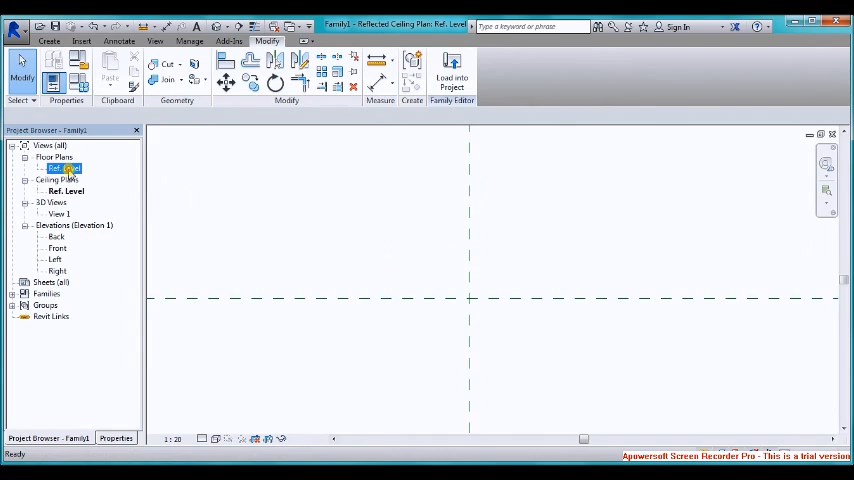 Family1 - Reflected Ceiling Plan: Ref. Level
Type a keyword or phrase
Sign In
Create
Insert
Annotate
View
Manage
Add-Ins
Modify
Modify
Paste
Cut
Join
Load into
Project
Select
Properties
Clipboard
Geometry
Modify
Measure
Create
Family Editor
Project Browser - Family1
Views (all)
Floor Plans
Ref. Level
Ceiling Plans
Ref. Level
3D Views
View 1
Elevations (Elevation 1)
Back
Front
Left
Right
Sheets (all)
Families
Groups
Revit Links
Project Browser - Family1
Properties
1 : 20
Ready
Apowersoft Screen Recorder Pro - This is a trial version